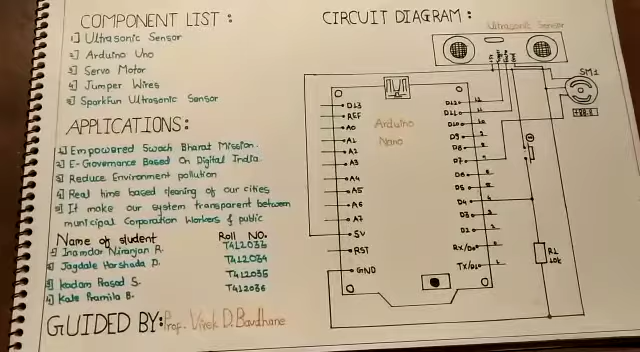 COMPONENT LIST :
1] Ultrasonic Sensor
2] Arduino Uno
3] Servo Motor
4] Jumper Wires
5] SparkFun Ultrasonic Sensor
APPLICATIONS:
1] Empowered Swach Bharat Mission.
2] E-Governance Based On Digital India
3] Reduce Environment pollution
4] Real time based cleaning of our cities
5] It make our system transparent between
municipal Corporation Workers & public
Name of student Roll NO.
1] Inamdar Niranjan R. T412033
2] Jagdale Harshada D. T412034
3] Kadam Prasad S. T412035
4] Kale Pramila B. T412036
GUIDED BY: Prof. Vivek D. Bavdhane
CIRCUIT DIAGRAM :
Ultrasonic Sensor
SM1
Arduino
Nano
D13
REF
A0
A1
A2
A3
A4
A5
A6
A7
5V
RST
GND
D12
D11
D10
D9
D8
D7
D6
D5
D4
D3
D2
RX/D0
TX/D1
R1
10k